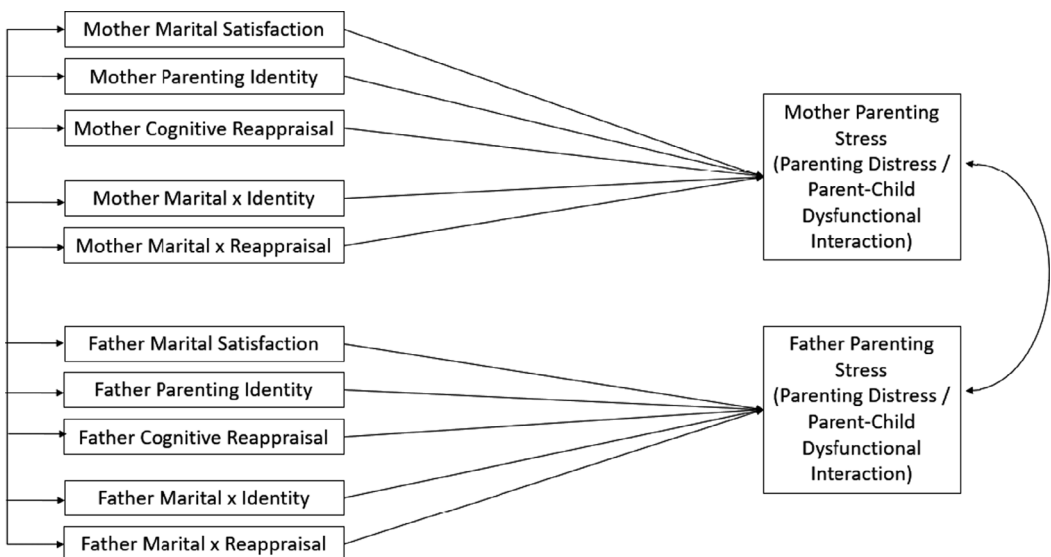 Mother Marital Satisfaction
Mother Parenting Identity
Mother Cognitive Reappraisal
Mother Marital x Identity
Mother Marital x Reappraisal
Mother Parenting
Stress
(Parenting Distress /
Parent-Child
Dysfunctional
Interaction)
Father Marital Satisfaction
Father Parenting Identity
Father Cognitive Reappraisal
Father Marital x Identity
Father Marital x Reappraisal
Father Parenting
Stress
(Parenting Distress /
Parent-Child
Dysfunctional
Interaction)